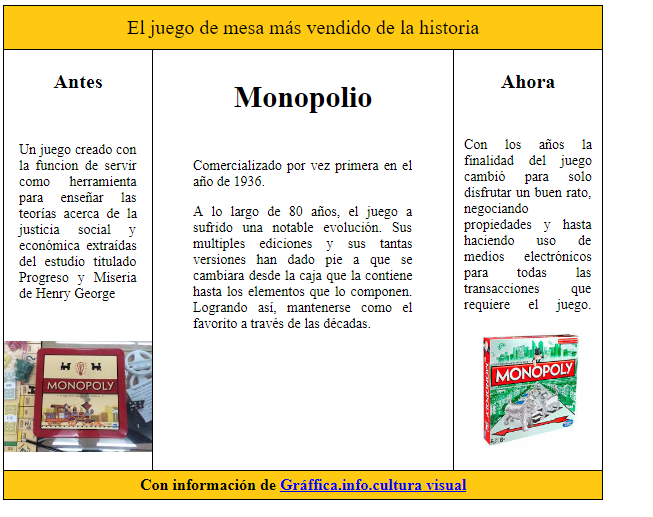 El juego de mesa más vendido de la historia
Antes
Un juego creado con
la funcion de servir
como herramienta
para enseñar las
teorías acerca de la
justicia social y
económica extraídas
del estudio titulado
Progreso y Miseria
de Henry George
MONOPOLY
Monopolio
Comercializado por vez primera en el
año de 1936.
A lo largo de 80 años, el juego a
sufrido una notable evolución. Sus
multiples ediciones y sus tantas
versiones han dado pie a que se
cambiara desde la caja que la contiene
hasta los elementos que lo componen.
Logrando así, mantenerse como el
favorito a través de las décadas.
Ahora
Con los años la
finalidad del juego
cambió para solo
disfrutar un buen rato,
negociando
propiedades y hasta
haciendo uso de
medios electrónicos
para todas las
transacciones que
requiere el juego.
MONOPOLY
MONOPOLY
Con información de Gráffica.info.cultura visual